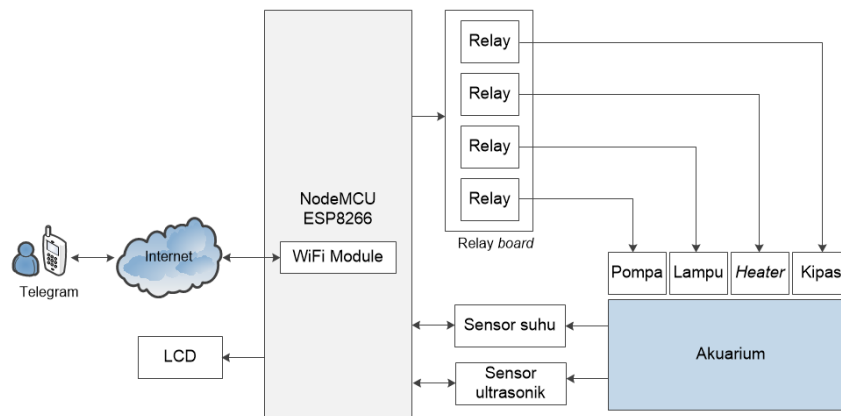 Relay
Relay
Relay
Relay
Relay board
NodeMCU
ESP8266
WiFi Module
Internet
Telegram
Pompa
Lampu
Heater
Kipas
Sensor suhu
LCD
Sensor
ultrasonik
Akuarium